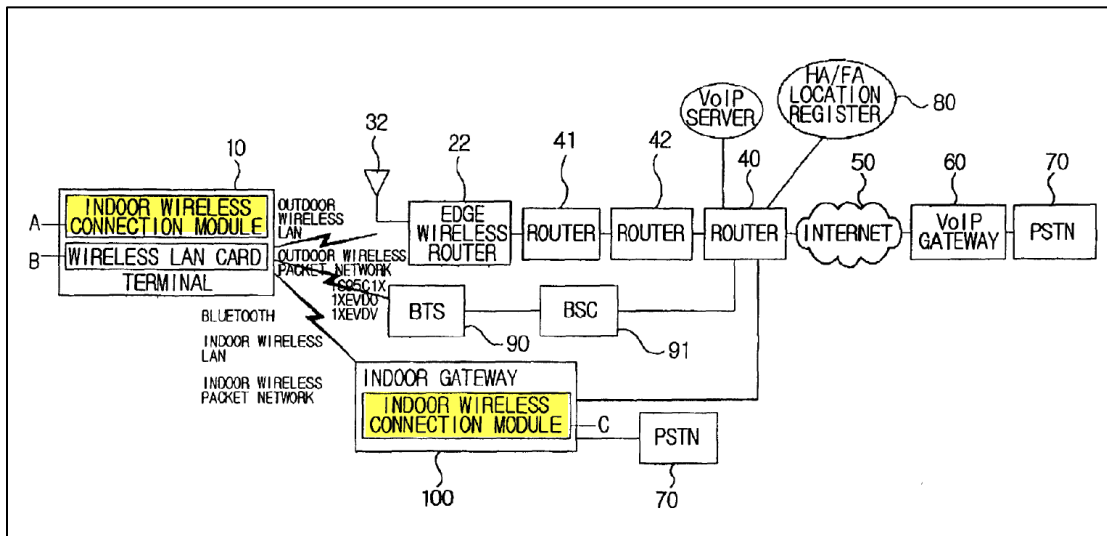 HA/FA
LOCATION
REGISTER
80
VoIP
SERVER
10
32
22
41
42
40
50
60
70
A
INDOOR WIRELESS
CONNECTION MODULE
B
WIRELESS LAN CARD
TERMINAL
OUTDOOR
WIRELESS
LAN
EDGE
WIRELESS
ROUTER
ROUTER
ROUTER
ROUTER
INTERNET
VoIP
GATEWAY
PSTN
OUTDOOR WIRELESS
PACKET NETWORK
IS95C1X
1XEVDO
1XEVDV
BTS
90
BSC
91
BLUETOOTH
INDOOR WIRELESS
LAN
INDOOR WIRELESS
PACKET NETWORK
INDOOR GATEWAY
INDOOR WIRELESS
CONNECTION MODULE
C
100
PSTN
70